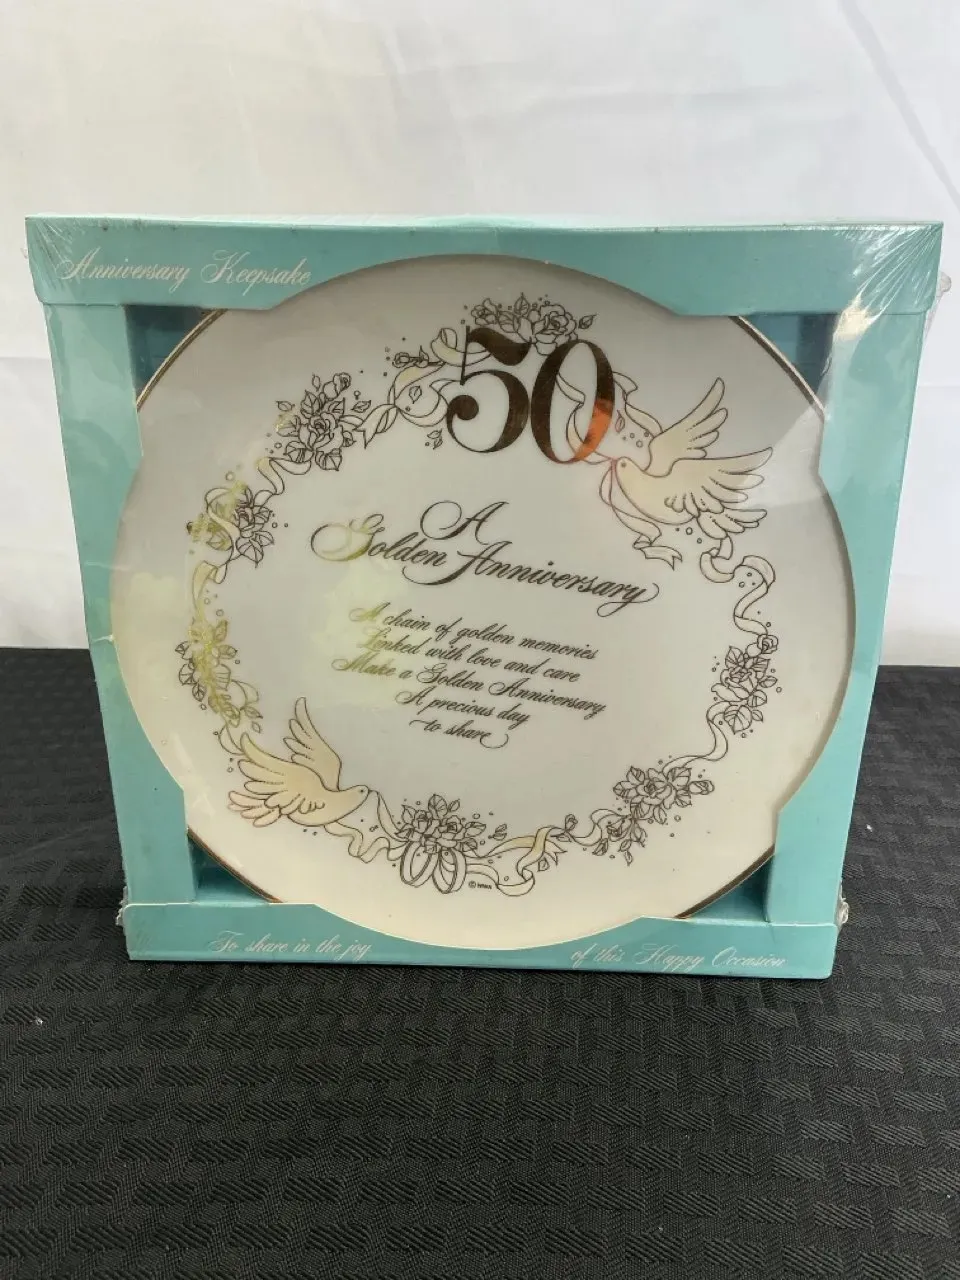 Anniversary Keepsake
50
A
Golden Anniversary
A chain of golden memories
Linked with love and care
Make a Golden Anniversary
A precious day
to share
©
To share in the joy of this Happy Occasion